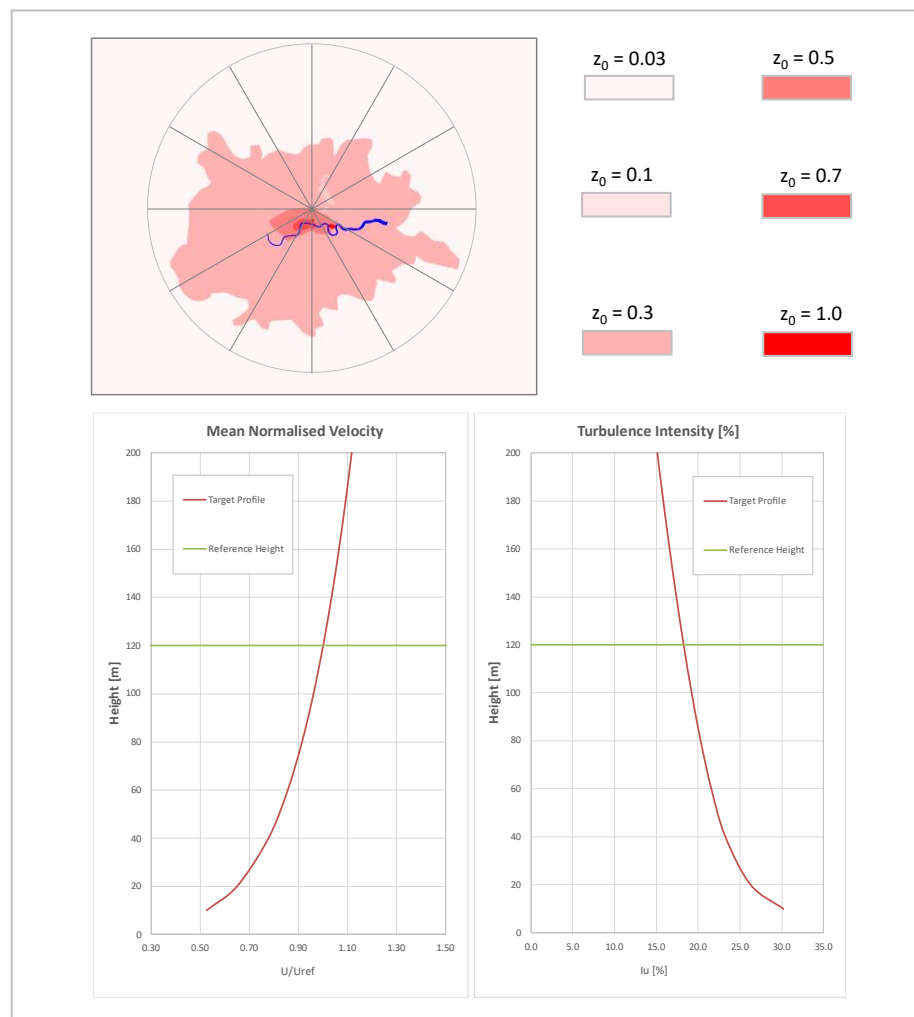 z0 = 0.03
z0 = 0.5
z0 = 0.1
z0 = 0.7
z0 = 0.3
z0 = 1.0
Mean Normalised Velocity
200
180
160
140
120
100
80
60
40
20
0
Height [m]
Target Profile
Reference Height
0.30 0.50 0.70 0.90 1.10 1.30 1.50
U/Uref
Turbulence Intensity [%]
200
180
160
140
120
100
80
60
40
20
0
Height [m]
Target Profile
Reference Height
0.0 5.0 10.0 15.0 20.0 25.0 30.0 35.0
Iu [%]